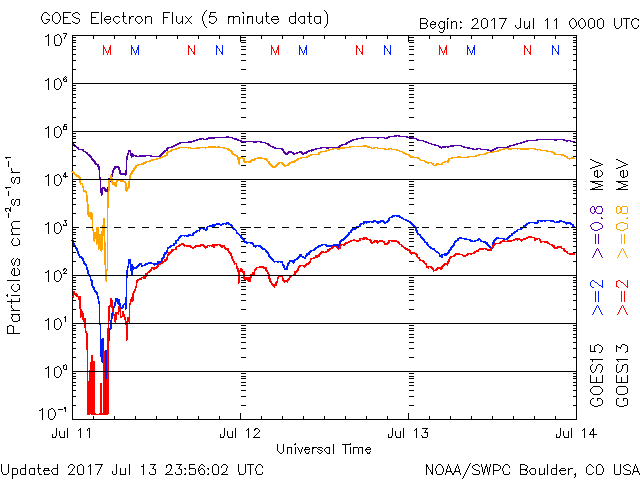 GOES Electron Flux (5 minute data)
Begin: 2017 Jul 11 0000 UTC
M M N N M M N N M M N N
10⁷
10⁶
10⁵
10⁴
10³
10²
10¹
10⁰
10⁻¹
Particles cm⁻²s⁻¹sr⁻¹
Jul 11 Jul 12 Jul 13 Jul 14
Universal Time
GOES15 >=2 >=0.8 MeV
GOES13 >=2 >=0.8 MeV
Updated 2017 Jul 13 23:56:02 UTC
NOAA/SWPC Boulder, CO USA